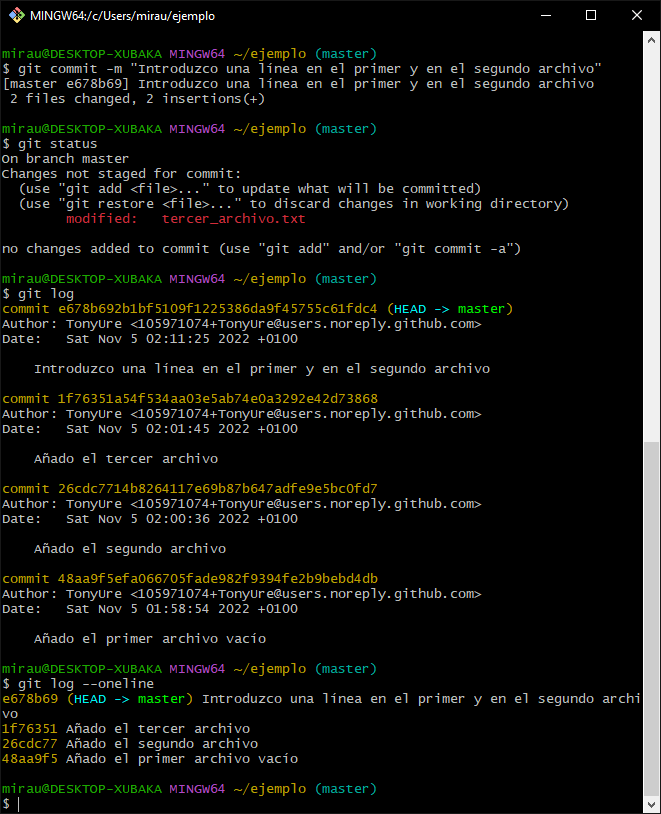 MINGW64:/c/Users/mirau/ejemplo
mirau@DESKTOP-XUBAKA MINGW64 ~/ejemplo (master)
$ git commit -m "Introduzco una línea en el primer y en el segundo archivo"
[master e678b69] Introduzco una línea en el primer y en el segundo archivo
 2 files changed, 2 insertions(+)
mirau@DESKTOP-XUBAKA MINGW64 ~/ejemplo (master)
$ git status
On branch master
Changes not staged for commit:
  (use "git add <file>..." to update what will be committed)
  (use "git restore <file>..." to discard changes in working directory)
        modified:   tercer_archivo.txt
no changes added to commit (use "git add" and/or "git commit -a")
mirau@DESKTOP-XUBAKA MINGW64 ~/ejemplo (master)
$ git log
commit e678b692b1bf5109f1225386da9f45755c61fdc4 (HEAD -> master)
Author: TonyUre <105971074+TonyUre@users.noreply.github.com>
Date:   Sat Nov 5 02:11:25 2022 +0100
    Introduzco una línea en el primer y en el segundo archivo
commit 1f76351a54f534aa03e5ab74e0a3292e42d73868
Author: TonyUre <105971074+TonyUre@users.noreply.github.com>
Date:   Sat Nov 5 02:01:45 2022 +0100
    Añado el tercer archivo
commit 26cdc7714b8264117e69b87b647adfe9e5bc0fd7
Author: TonyUre <105971074+TonyUre@users.noreply.github.com>
Date:   Sat Nov 5 02:00:36 2022 +0100
    Añado el segundo archivo
commit 48aa9f5efa066705fade982f9394fe2b9bebd4db
Author: TonyUre <105971074+TonyUre@users.noreply.github.com>
Date:   Sat Nov 5 01:58:54 2022 +0100
    Añado el primer archivo vacío
mirau@DESKTOP-XUBAKA MINGW64 ~/ejemplo (master)
$ git log --oneline
e678b69 (HEAD -> master) Introduzco una línea en el primer y en el segundo archi
vo
1f76351 Añado el tercer archivo
26cdc77 Añado el segundo archivo
48aa9f5 Añado el primer archivo vacío
mirau@DESKTOP-XUBAKA MINGW64 ~/ejemplo (master)
$